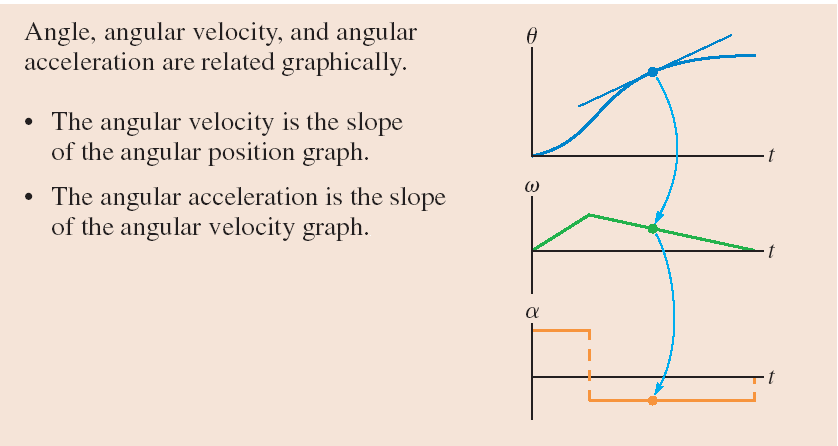 Angle, angular velocity, and angular
acceleration are related graphically.
• The angular velocity is the slope
of the angular position graph.
• The angular acceleration is the slope
of the angular velocity graph.
θ
t
ω
t
α
t